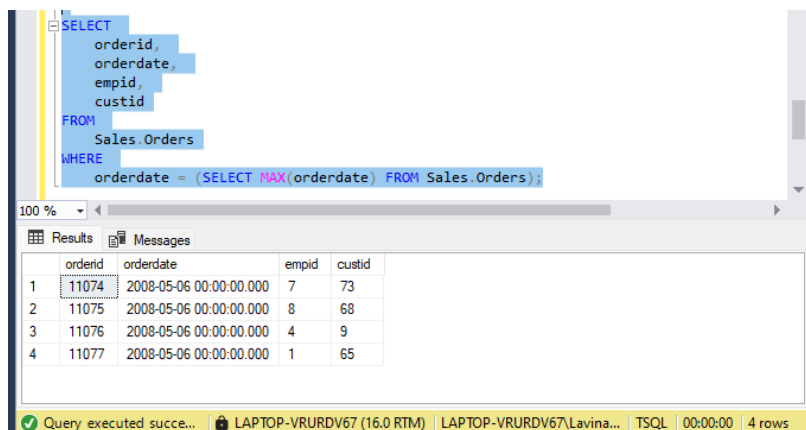 SELECT
orderid,
orderdate,
empid,
custid
FROM
Sales.Orders
WHERE
orderdate = (SELECT MAX(orderdate) FROM Sales.Orders);
100 %
Results Messages
orderid orderdate empid custid
1 11074 2008-05-06 00:00:00.000 7 73
2 11075 2008-05-06 00:00:00.000 8 68
3 11076 2008-05-06 00:00:00.000 4 9
4 11077 2008-05-06 00:00:00.000 1 65
Query executed succe... LAPTOP-VRURDV67 (16.0 RTM) LAPTOP-VRURDV67\Lavina... TSQL 00:00:00 4 rows